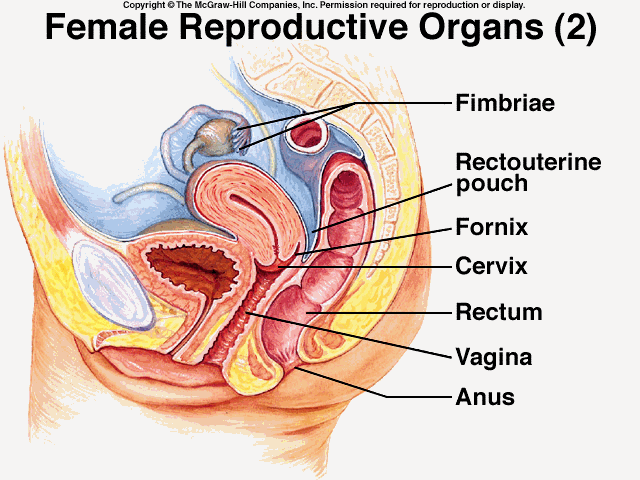 Copyright © The McGraw-Hill Companies, Inc. Permission required for reproduction or display.
Female Reproductive Organs (2)
Fimbriae
Rectouterine
pouch
Fornix
Cervix
Rectum
Vagina
Anus